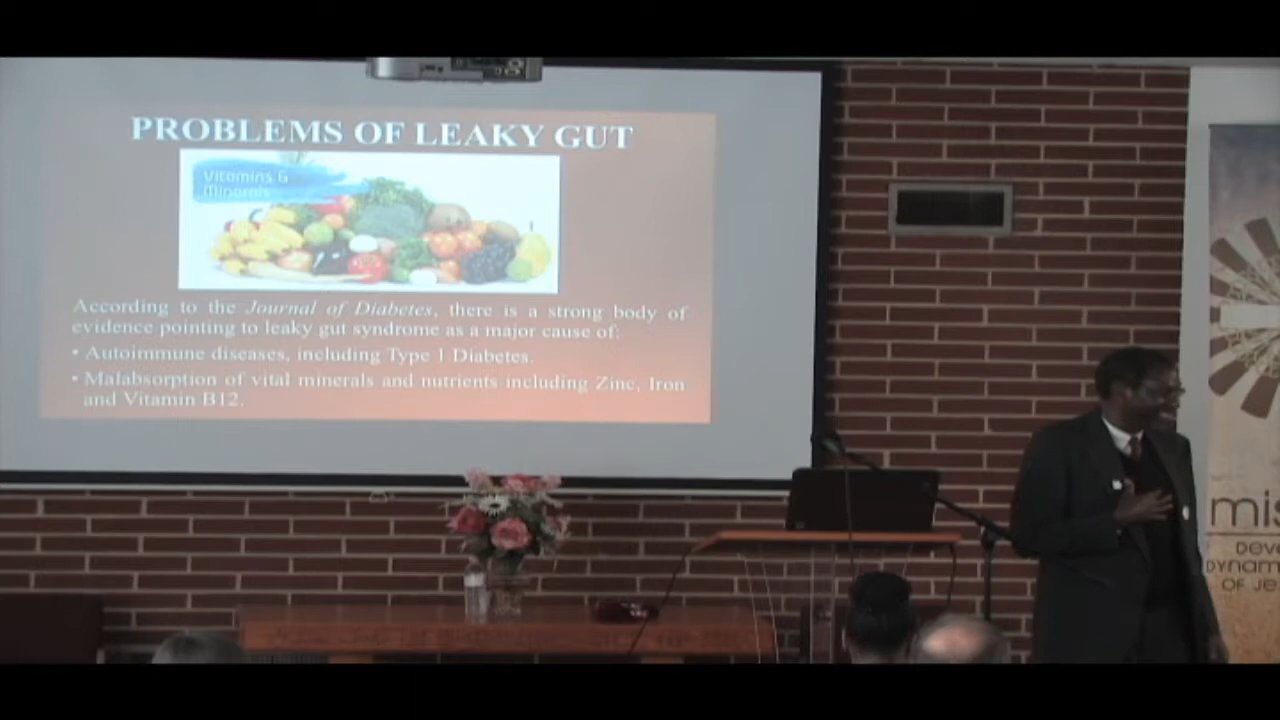 PROBLEMS OF LEAKY GUT
Vitamins &
Minerals
According to the Journal of Diabetes, there is a strong body of
evidence pointing to leaky gut syndrome as a major cause of:
• Autoimmune diseases, including Type 1 Diabetes.
• Malabsorption of vital minerals and nutrients including Zinc, Iron
and Vitamin B12.
mis
OF JE